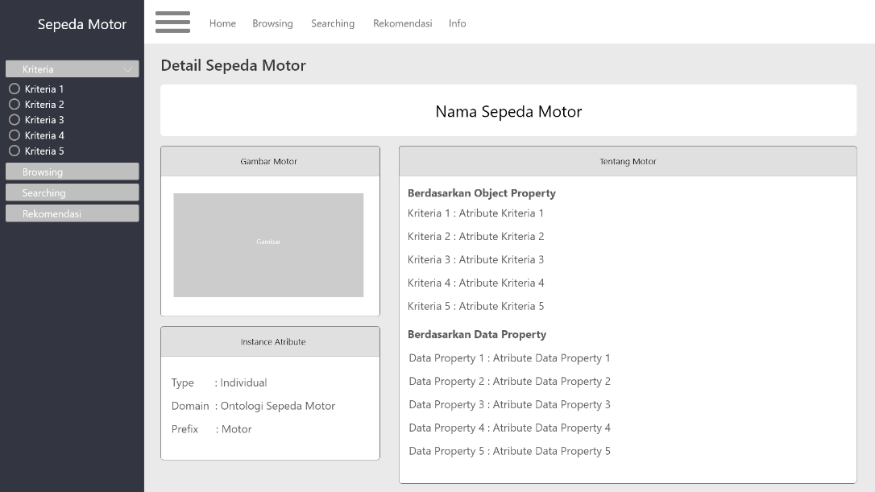 Sepeda Motor
Home Browsing Searching Rekomendasi Info
Kriteria
Kriteria 1
Kriteria 2
Kriteria 3
Kriteria 4
Kriteria 5
Browsing
Searching
Rekomendasi
Detail Sepeda Motor
Nama Sepeda Motor
Gambar Motor
Gambar
Instance Atribute
Type : Individual
Domain : Ontologi Sepeda Motor
Prefix : Motor
Tentang Motor
Berdasarkan Object Property
Kriteria 1 : Atribute Kriteria 1
Kriteria 2 : Atribute Kriteria 2
Kriteria 3 : Atribute Kriteria 3
Kriteria 4 : Atribute Kriteria 4
Kriteria 5 : Atribute Kriteria 5
Berdasarkan Data Property
Data Property 1 : Atribute Data Property 1
Data Property 2 : Atribute Data Property 2
Data Property 3 : Atribute Data Property 3
Data Property 4 : Atribute Data Property 4
Data Property 5 : Atribute Data Property 5